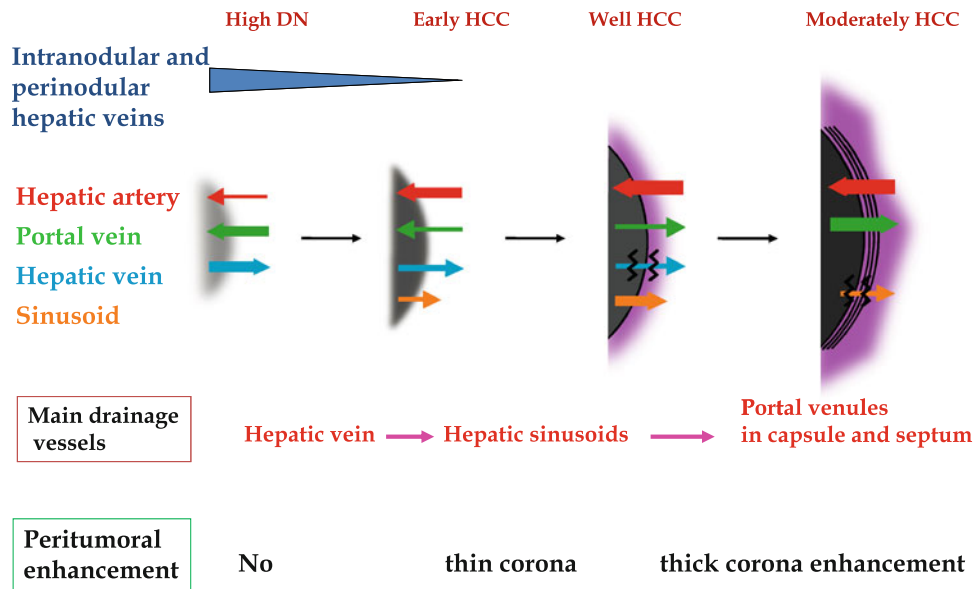 High DN
Early HCC
Well HCC
Moderately HCC
Intranodular and
perinodular
hepatic veins
Hepatic artery
Portal vein
Hepatic vein
Sinusoid
Main drainage
vessels
Hepatic vein
Hepatic sinusoids
Portal venules
in capsule and septum
Peritumoral
enhancement
No
thin corona
thick corona enhancement